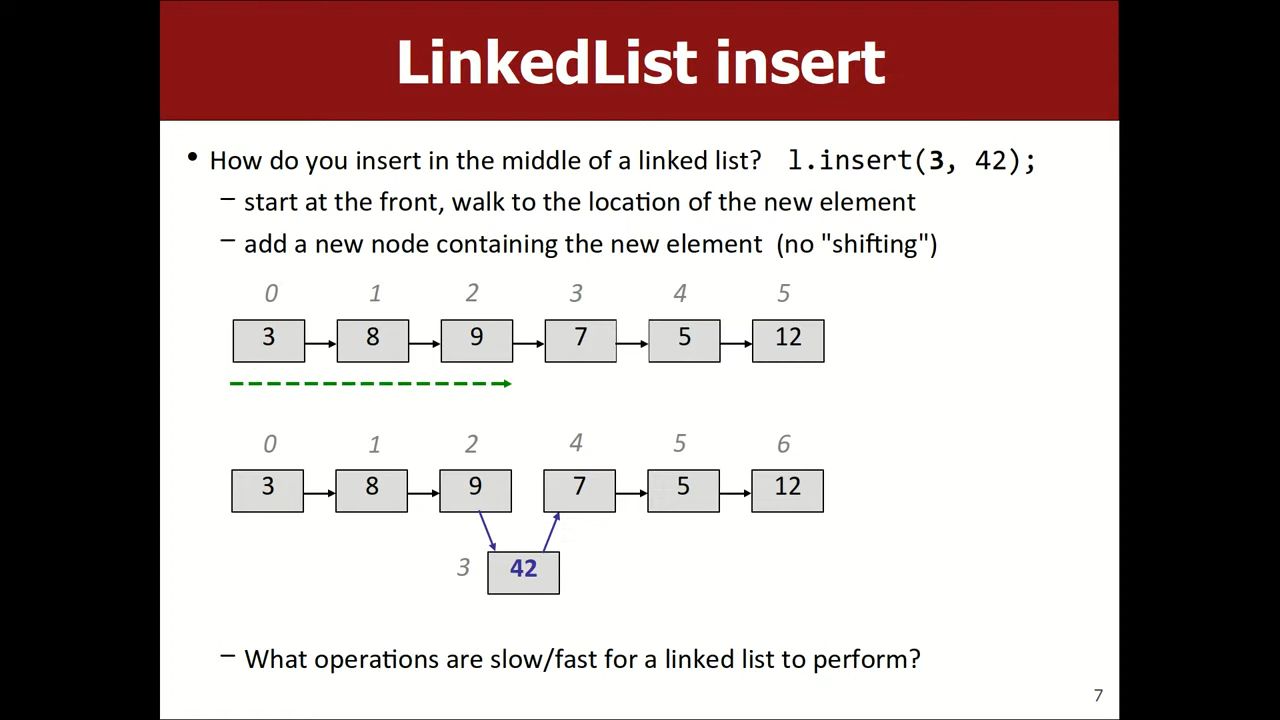 LinkedList insert
• How do you insert in the middle of a linked list? l.insert(3, 42);
– start at the front, walk to the location of the new element
– add a new node containing the new element (no "shifting")
0 1 2 3 4 5
3 8 9 7 5 12
0 1 2 4 5 6
3 8 9 7 5 12
3 42
– What operations are slow/fast for a linked list to perform?
7